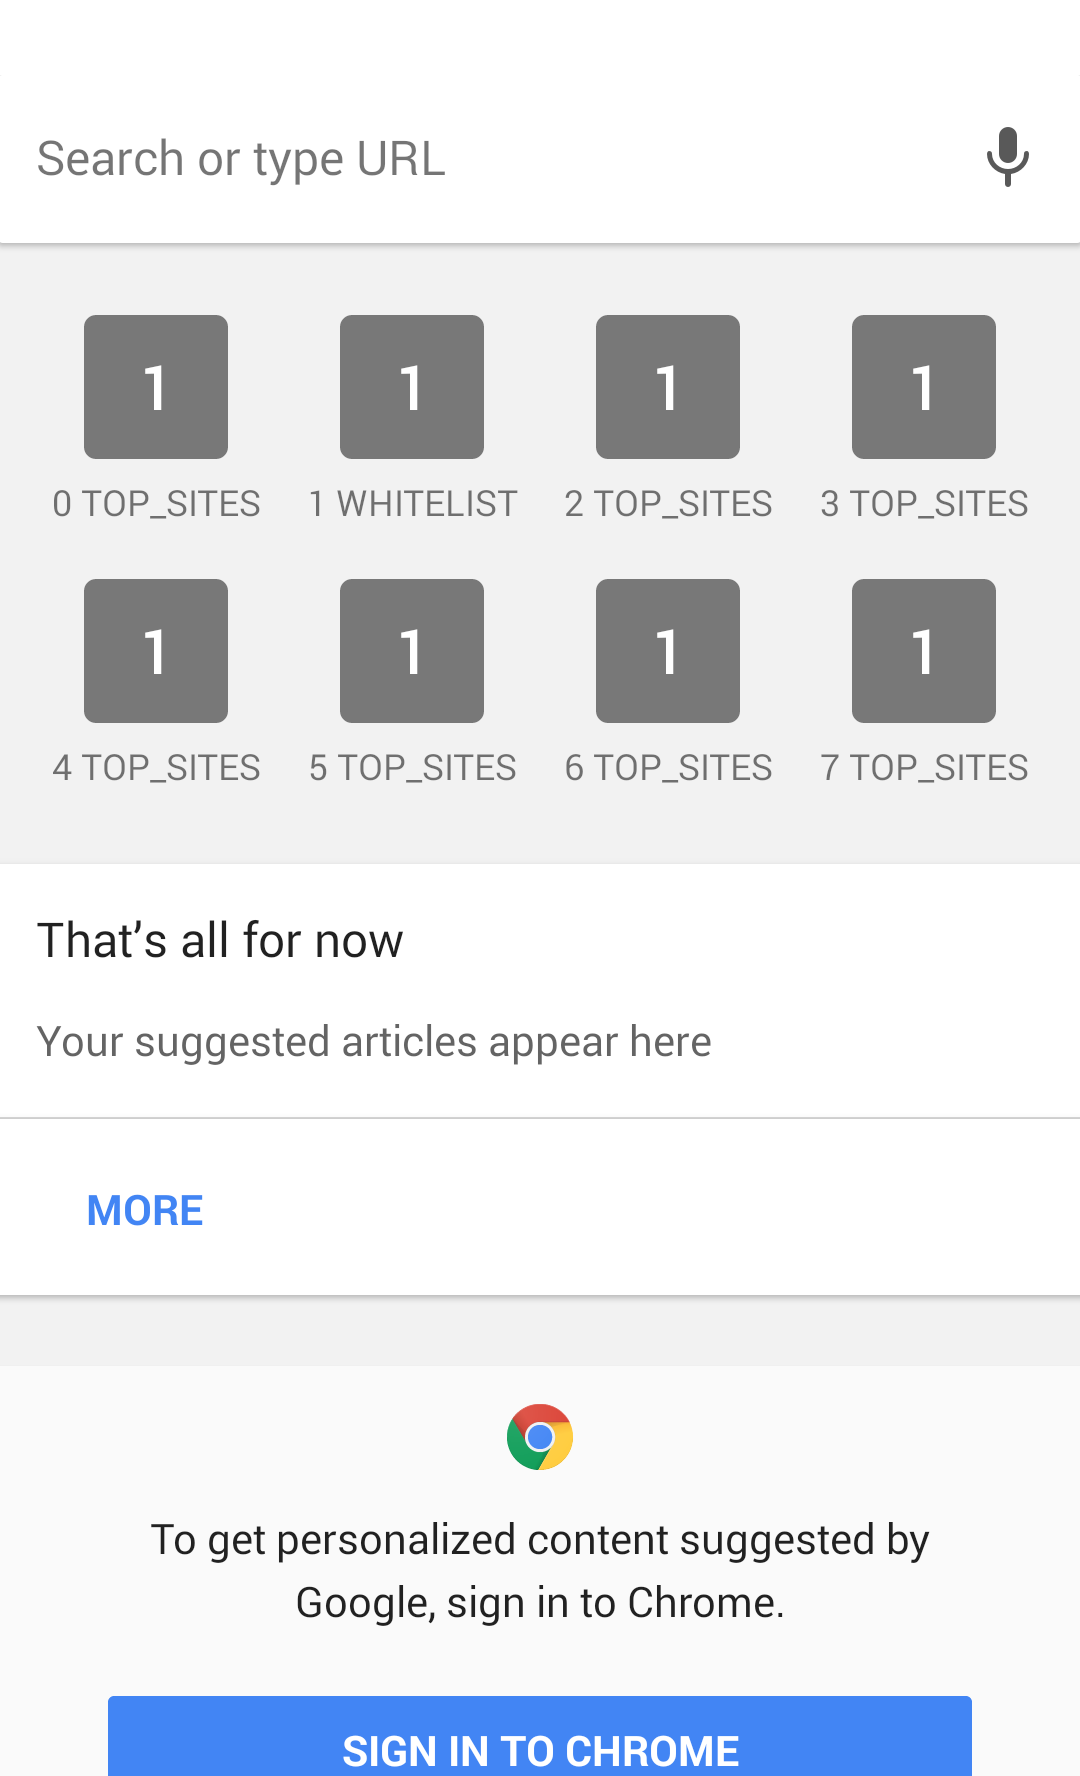 Search or type URL
1 1 1 1
0 TOP_SITES 1 WHITELIST 2 TOP_SITES 3 TOP_SITES
1 1 1 1
4 TOP_SITES 5 TOP_SITES 6 TOP_SITES 7 TOP_SITES
That’s all for now
Your suggested articles appear here
MORE
To get personalized content suggested by
Google, sign in to Chrome.
SIGN IN TO CHROME